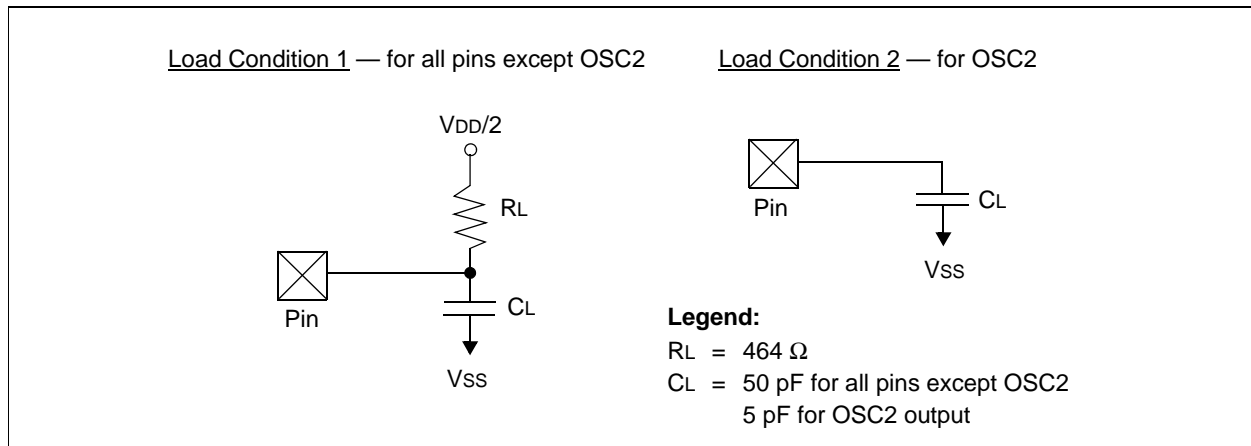 Load Condition 1 — for all pins except OSC2
VDD/2
RL
Pin
CL
VSS
Load Condition 2 — for OSC2
Pin
CL
VSS
Legend:
RL = 464 Ω
CL = 50 pF for all pins except OSC2
5 pF for OSC2 output